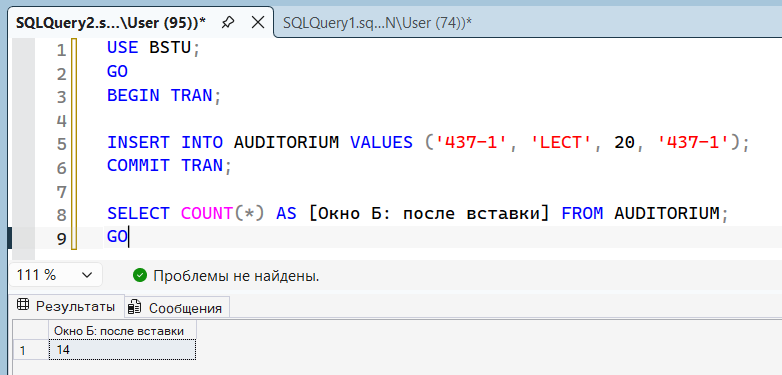 SQLQuery2.s...\User (95))* SQLQuery1.sq...N\User (74))*
1 USE BSTU;
2 GO
3 BEGIN TRAN;
4
5 INSERT INTO AUDITORIUM VALUES ('437-1', 'LECT', 20, '437-1');
6 COMMIT TRAN;
7
8 SELECT COUNT(*) AS [Окно Б: после вставки] FROM AUDITORIUM;
9 GO
111 % Проблемы не найдены.
Результаты Сообщения
Окно Б: после вставки
1 14